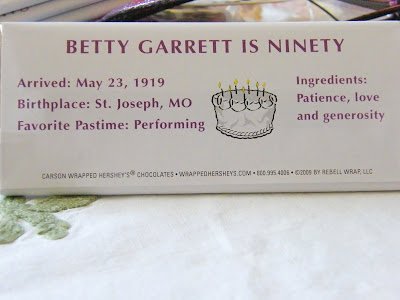 BETTY GARRETT IS NINETY
Arrived: May 23, 1919
Birthplace: St. Joseph, MO
Favorite Pastime: Performing
Ingredients:
Patience, love
and generosity
CARSON WRAPPED HERSHEY'S® CHOCOLATES • WRAPPEDHERSHEYS.COM • 800.995.4006 • ©2009 BY REBELL WRAP, LLC